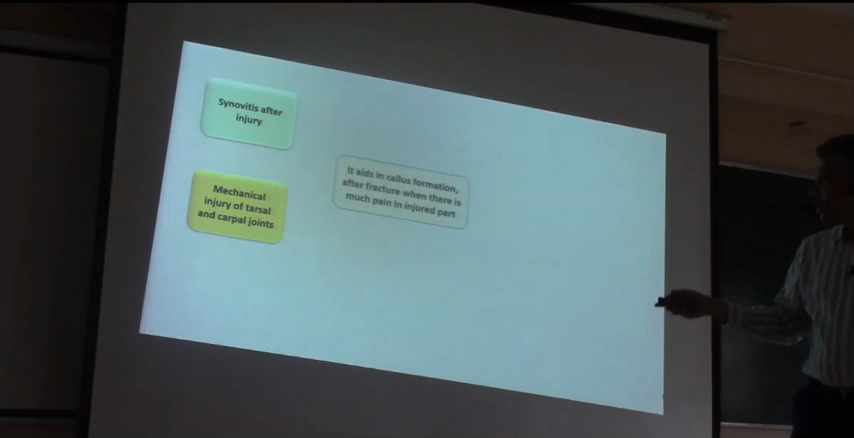 Synovitis after
injury
Mechanical
injury of tarsal
and carpal joints
It aids in callus formation,
after fracture when there is
much pain in injured part